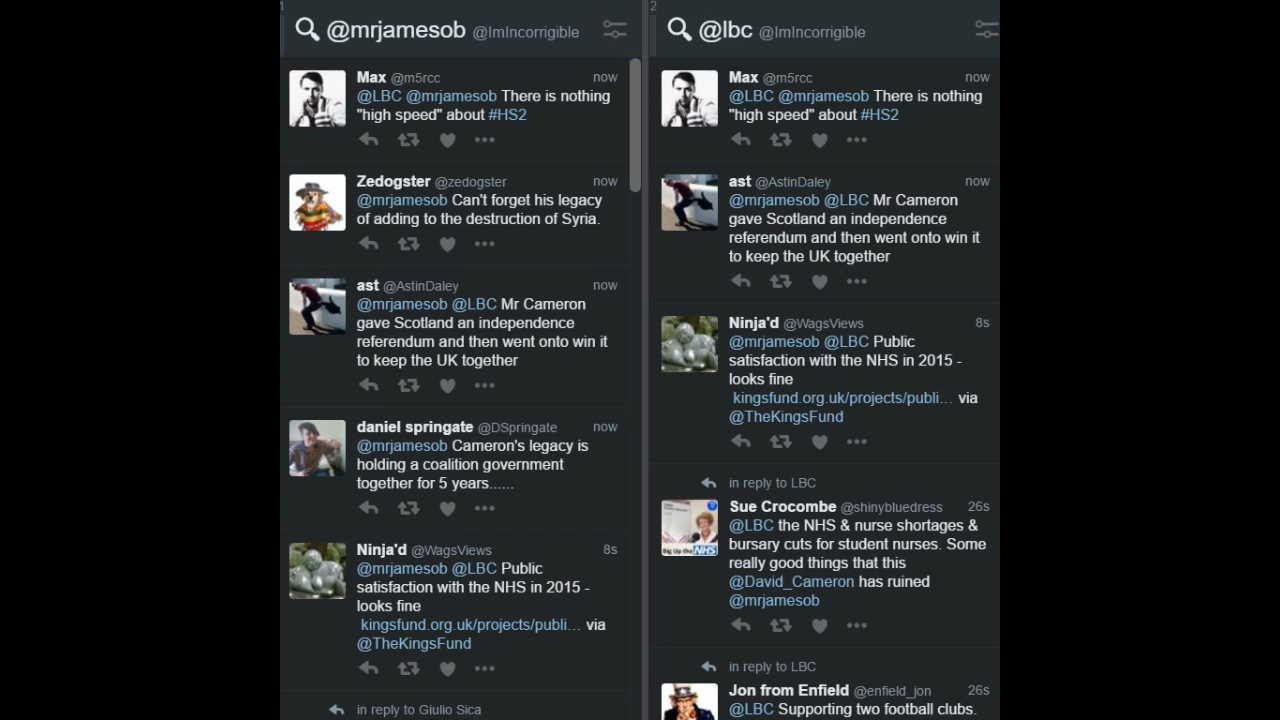 1
@mrjamesob @ImIncorrigible
Max @m5rcc now
@LBC @mrjamesob There is nothing
"high speed" about #HS2
Zedogster @zedogster now
@mrjamesob Can't forget his legacy
of adding to the destruction of Syria.
ast @AstinDaley now
@mrjamesob @LBC Mr Cameron
gave Scotland an independence
referendum and then went onto win it
to keep the UK together
daniel springate @DSpringate now
@mrjamesob Cameron's legacy is
holding a coalition government
together for 5 years......
Ninja'd @WagsViews 8s
@mrjamesob @LBC Public
satisfaction with the NHS in 2015 -
looks fine
kingsfund.org.uk/projects/publi... via
@TheKingsFund
in reply to Giulio Sica
2
@lbc @ImIncorrigible
Max @m5rcc now
@LBC @mrjamesob There is nothing
"high speed" about #HS2
ast @AstinDaley now
@mrjamesob @LBC Mr Cameron
gave Scotland an independence
referendum and then went onto win it
to keep the UK together
Ninja'd @WagsViews 8s
@mrjamesob @LBC Public
satisfaction with the NHS in 2015 -
looks fine
kingsfund.org.uk/projects/publi... via
@TheKingsFund
in reply to LBC
Sue Crocombe @shinybluedress 26s
@LBC the NHS & nurse shortages &
bursary cuts for student nurses. Some
really good things that this
@David_Cameron has ruined
@mrjamesob
Big Up the NHS
in reply to LBC
Jon from Enfield @enfield_jon 26s
@LBC Supporting two football clubs.